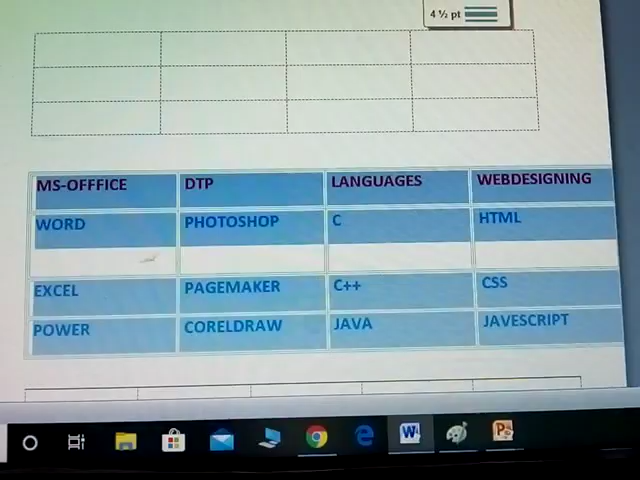 4 ½ pt
MS-OFFFICE DTP LANGUAGES WEBDESIGNING
WORD PHOTOSHOP C HTML
EXCEL PAGEMAKER C++ CSS
POWER CORELDRAW JAVA JAVESCRIPT